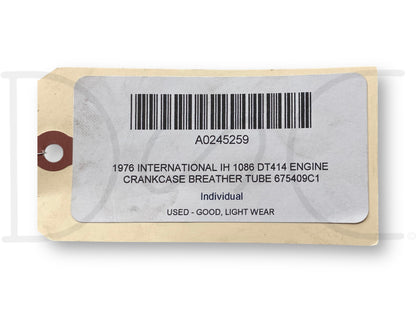 A0245259
1976 INTERNATIONAL IH 1086 DT414 ENGINE
CRANKCASE BREATHER TUBE 675409C1
Individual
USED - GOOD, LIGHT WEAR